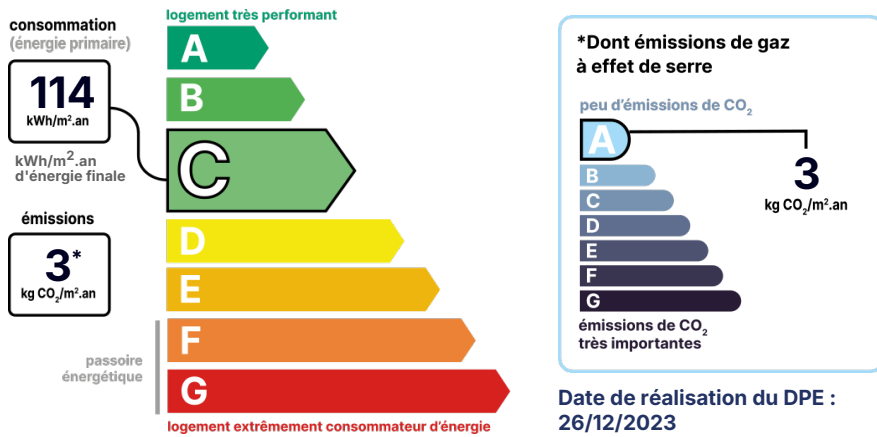 logement très performant
consommation
(énergie primaire)
114
kWh/m².an
kWh/m².an
d'énergie finale
émissions
3*
kg CO₂/m².an
passoire
énergétique
A
B
C
D
E
F
G
logement extrêmement consommateur d'énergie
*Dont émissions de gaz
à effet de serre
peu d'émissions de CO₂
A
B
C
D
E
F
G
3
kg CO₂/m².an
émissions de CO₂
très importantes
Date de réalisation du DPE :
26/12/2023